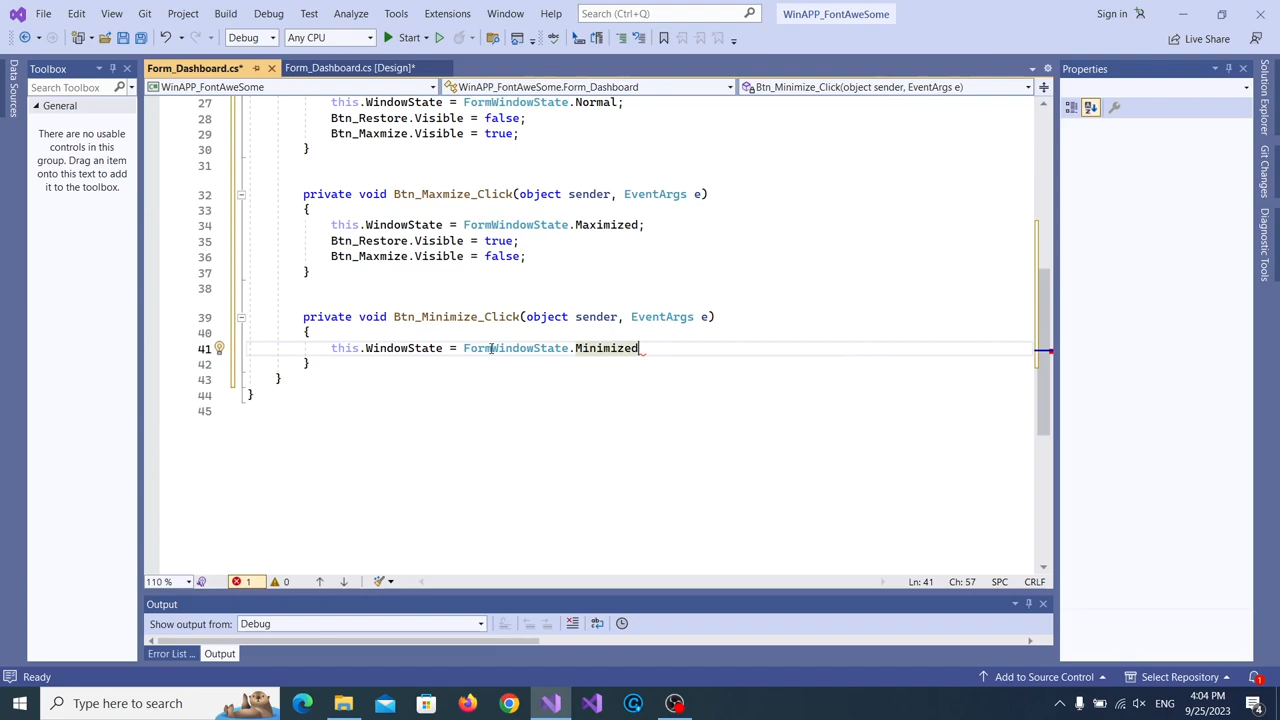 File Edit View Git Project Build Debug Test Analyze Tools Extensions Window Help Search (Ctrl+Q) WinAPP_FontAweSome Sign in
Debug Any CPU Start Live Share
Data Sources
Toolbox
Search Toolbox
General
There are no usable
controls in this
group. Drag an item
onto this text to add
it to the toolbox.
Form_Dashboard.cs* Form_Dashboard.cs [Design]*
WinAPP_FontAweSome WinAPP_FontAweSome.Form_Dashboard Btn_Minimize_Click(object sender, EventArgs e)
27 this.WindowState = FormWindowState.Normal;
28 Btn_Restore.Visible = false;
29 Btn_Maxmize.Visible = true;
30 }
31
32 private void Btn_Maxmize_Click(object sender, EventArgs e)
33 {
34 this.WindowState = FormWindowState.Maximized;
35 Btn_Restore.Visible = true;
36 Btn_Maxmize.Visible = false;
37 }
38
39 private void Btn_Minimize_Click(object sender, EventArgs e)
40 {
41 this.WindowState = FormWindowState.Minimized
42 }
43 }
44 }
45
110 % 1 0 Ln: 41 Ch: 57 SPC CRLF
Output
Show output from: Debug
Error List ... Output
Properties
Solution Explorer
Git Changes
Diagnostic Tools
Ready Add to Source Control Select Repository 1
Type here to search
ENG
4:04 PM
9/25/2023
4